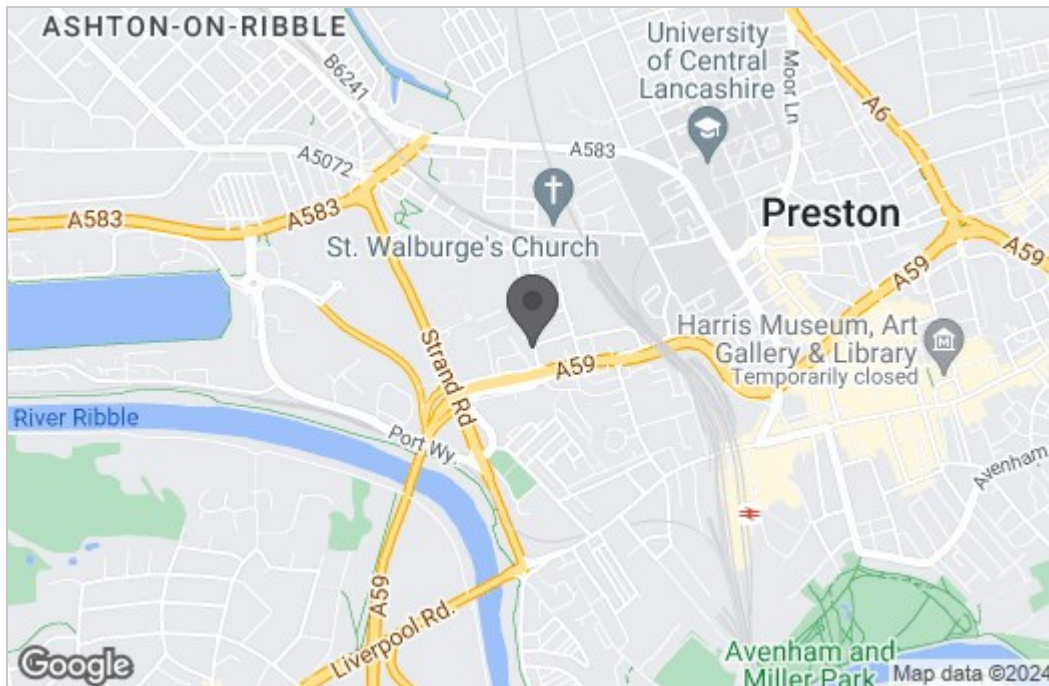 ASHTON-ON-RIBBLE
University
of Central
Lancashire
Moor Ln
A6
B6241
A583
A5072
A583
A583
Preston
A59
A59
St. Walburge's Church
Harris Museum, Art
Gallery & Library
Temporarily closed
Strand Rd
A59
River Ribble
Port Wy.
Avenham
A59
Liverpool Rd.
Avenham and
Miller Park
Google
Map data ©2024